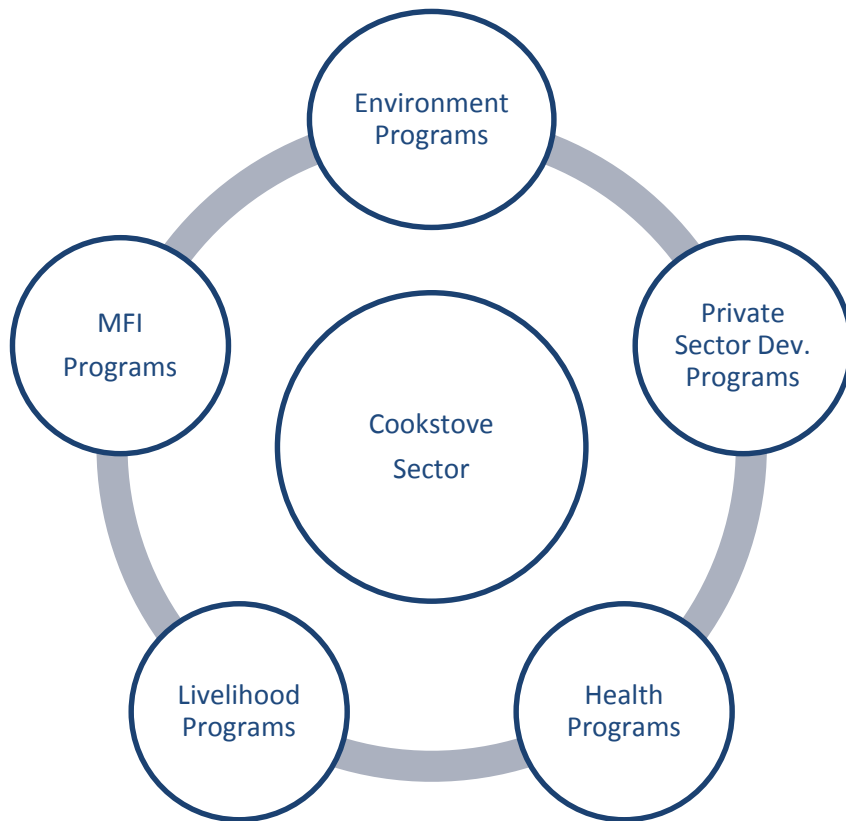 Environment
Programs
MFI
Programs
Private
Sector Dev.
Programs
Cookstove
Sector
Livelihood
Programs
Health
Programs